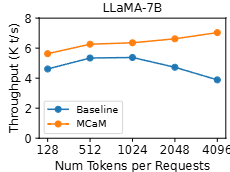 LLaMA-7B
Throughput (K t/s)
8
6
4
2
0
Baseline
MCaM
128 512 1024 2048 4096
Num Tokens per Requests